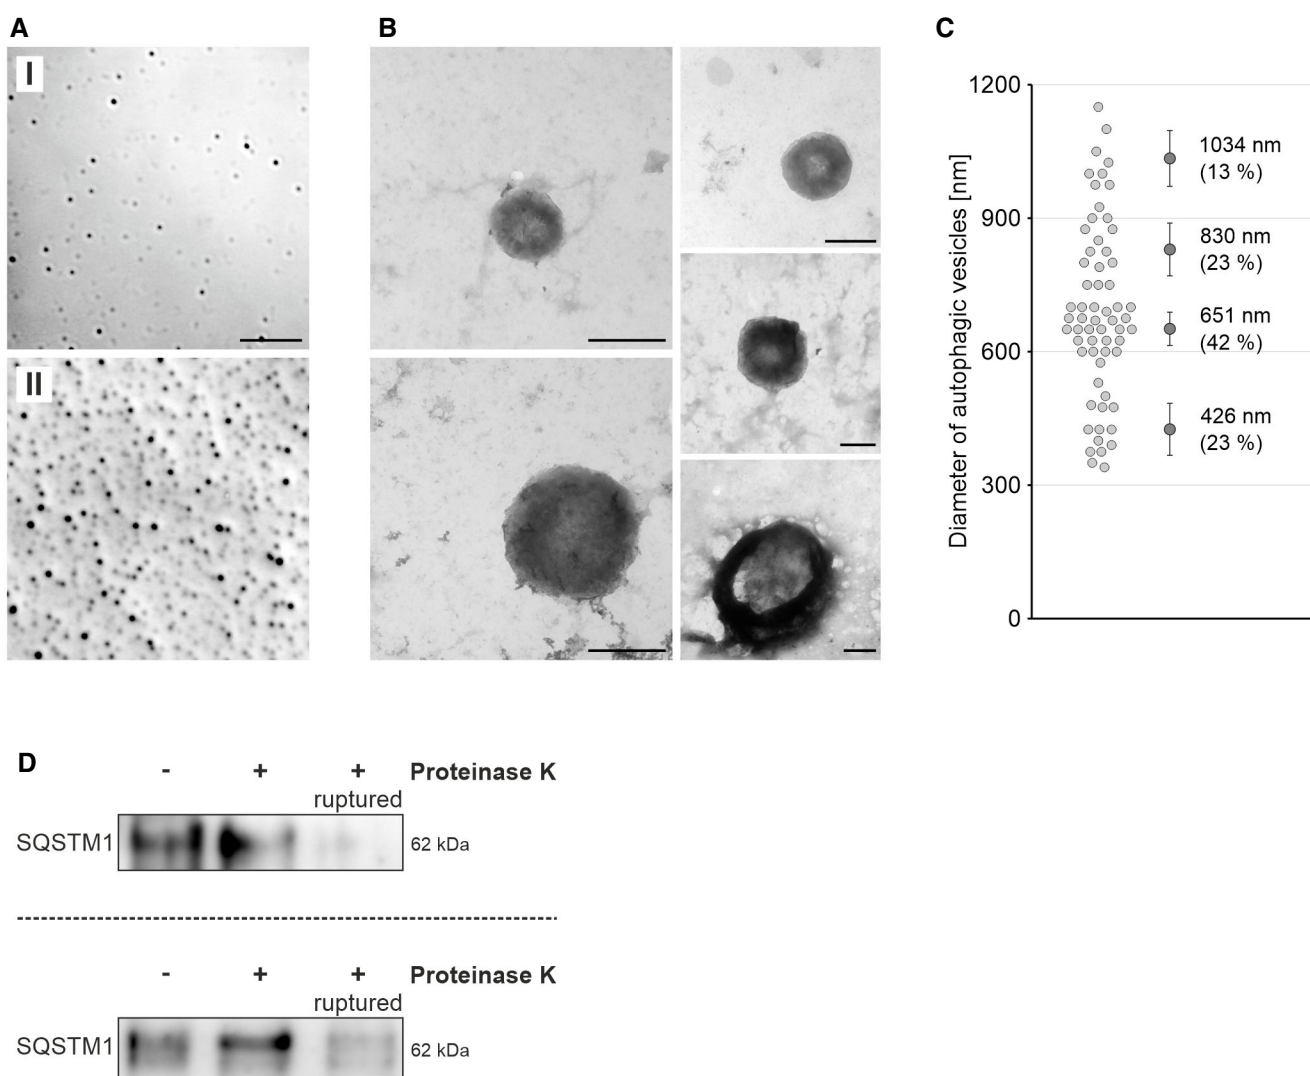 A
B
C
I
II
Diameter of autophagic vesicles [nm]
1200
900
600
300
0
1034 nm
(13 %)
830 nm
(23 %)
651 nm
(42 %)
426 nm
(23 %)
D
- + + Proteinase K
ruptured
SQSTM1 62 kDa
- + + Proteinase K
ruptured
SQSTM1 62 kDa